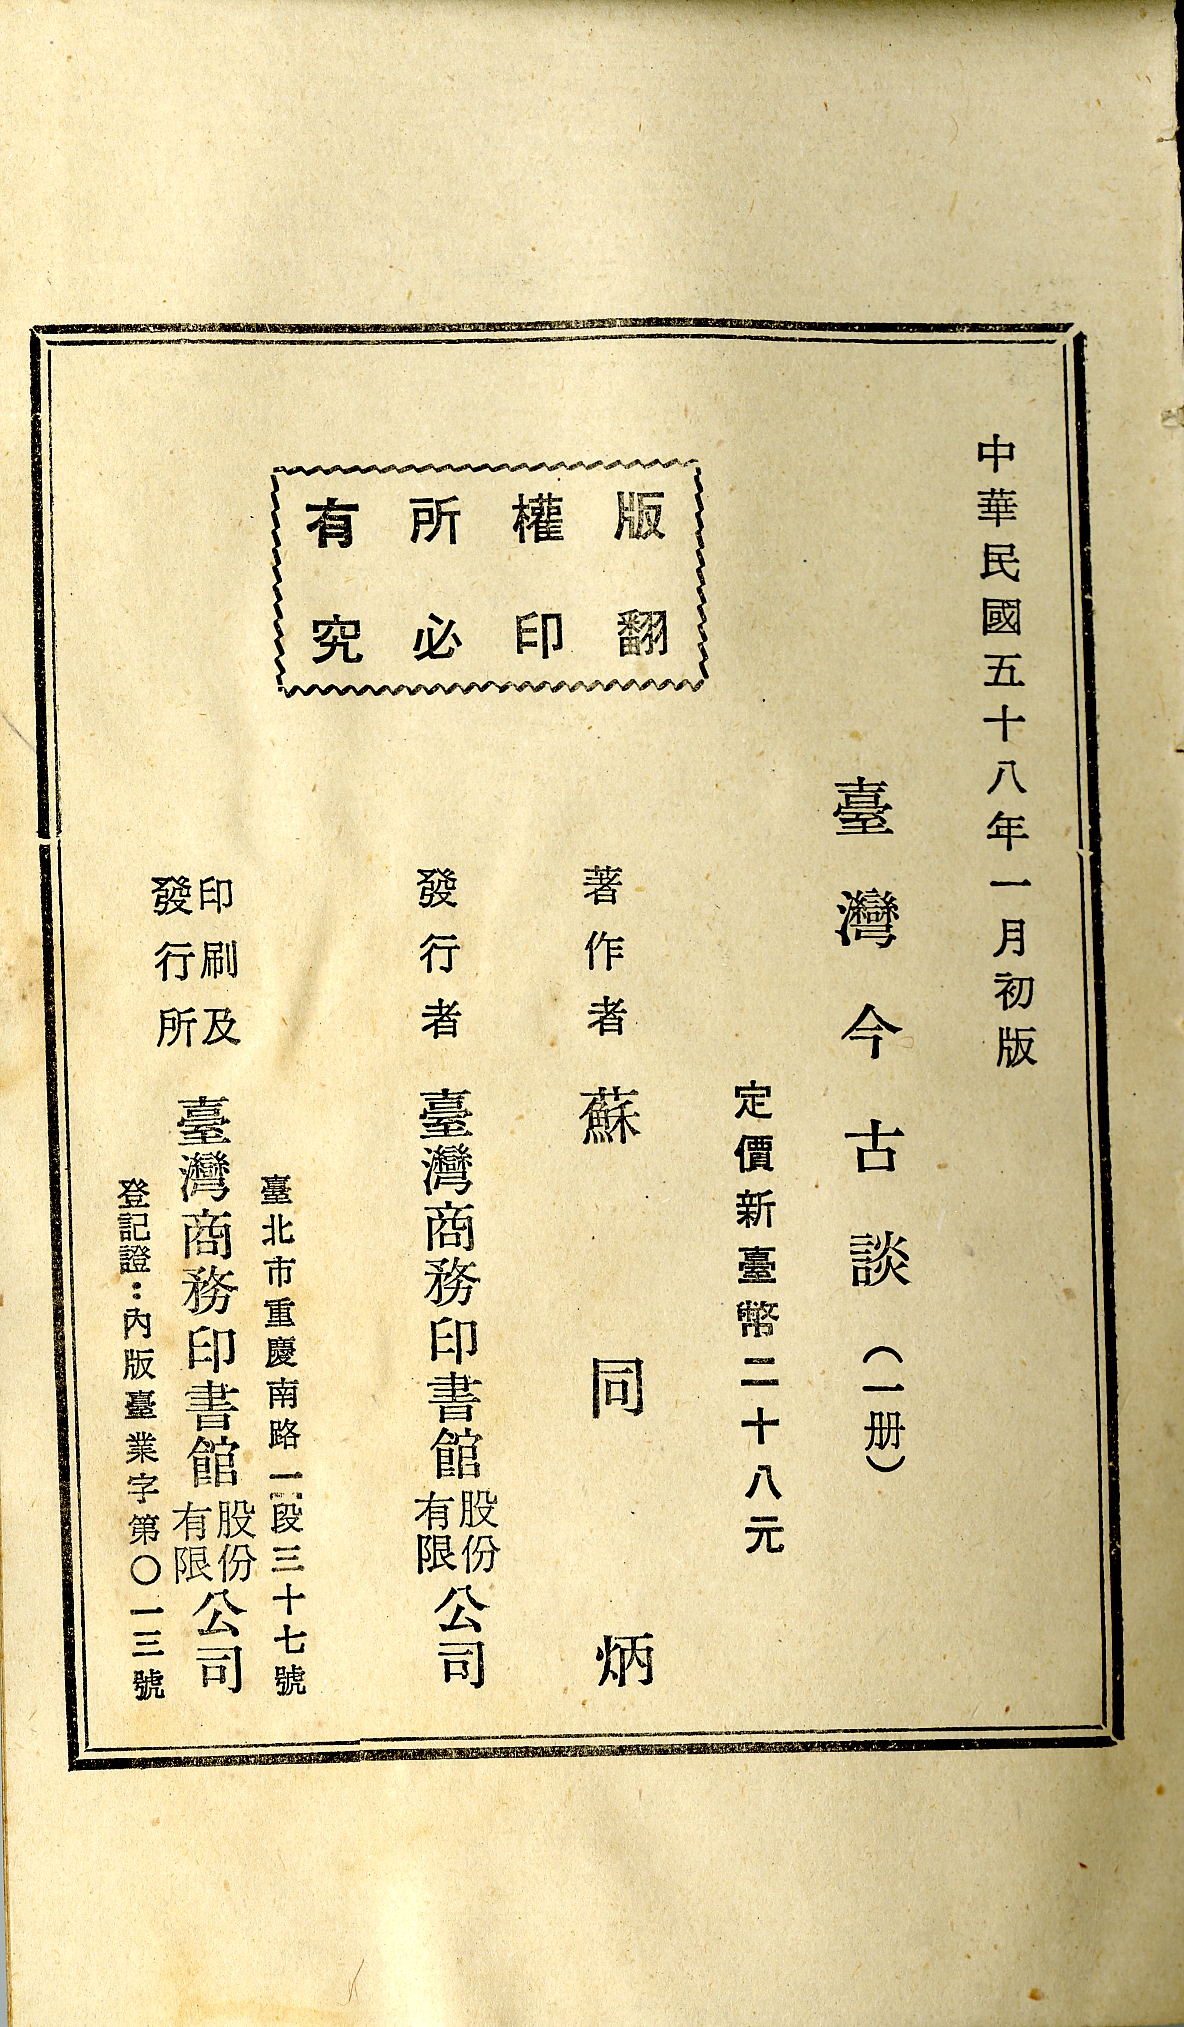 中華民國五十八年一月初版
臺灣今古談（一册）
定價新臺幣二十八元
版權所有
翻印必究
著作者 蘇同炳
發行者 臺灣商務印書館股份有限公司
臺北市重慶南路一段三十七號
印刷及發行所 臺灣商務印書館股份有限公司
登記證：內版臺業字第〇一三號